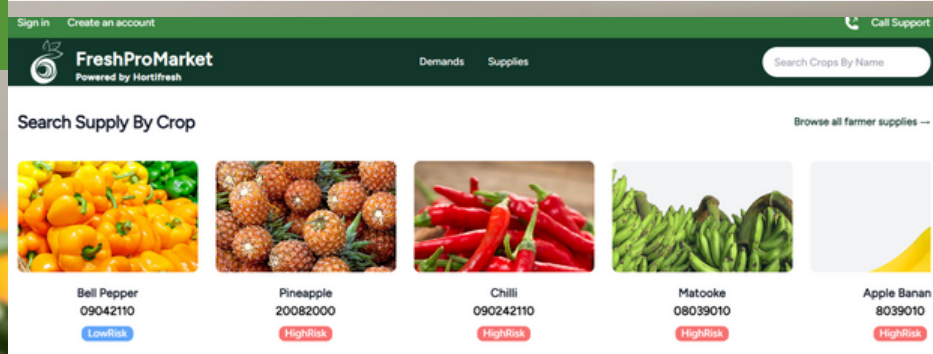 Sign in Create an account Call Support
FreshProMarket
Powered by Hortifresh
Demands Supplies
Search Crops By Name
Search Supply By Crop
Browse all farmer supplies →
Bell Pepper
09042110
LowRisk
Pineapple
20082000
HighRisk
Chilli
090242110
HighRisk
Matooke
08039010
HighRisk
Apple Banan
8039010
HighRisk